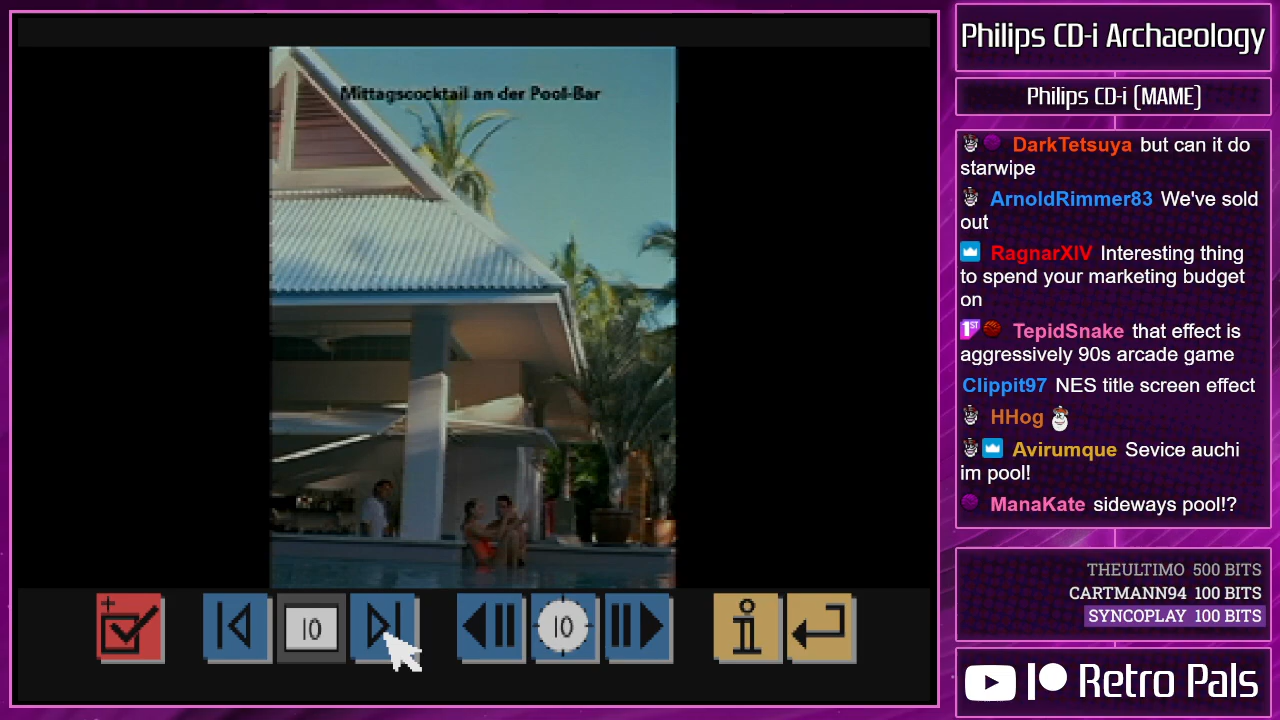 Mittagscocktail an der Pool-Bar
10
10
Philips CD-i Archaeology
Philips CD-i [MAME]
DarkTetsuya but can it do
starwipe
ArnoldRimmer83 We've sold
out
RagnarXIV Interesting thing
to spend your marketing budget
on
1ST TepidSnake that effect is
aggressively 90s arcade game
Clippit97 NES title screen effect
HHog
Avirumque Sevice auchi
im pool!
ManaKate sideways pool!?
THEULTIMO 500 BITS
CARTMANN94 100 BITS
SYNCOPLAY 100 BITS
Retro Pals